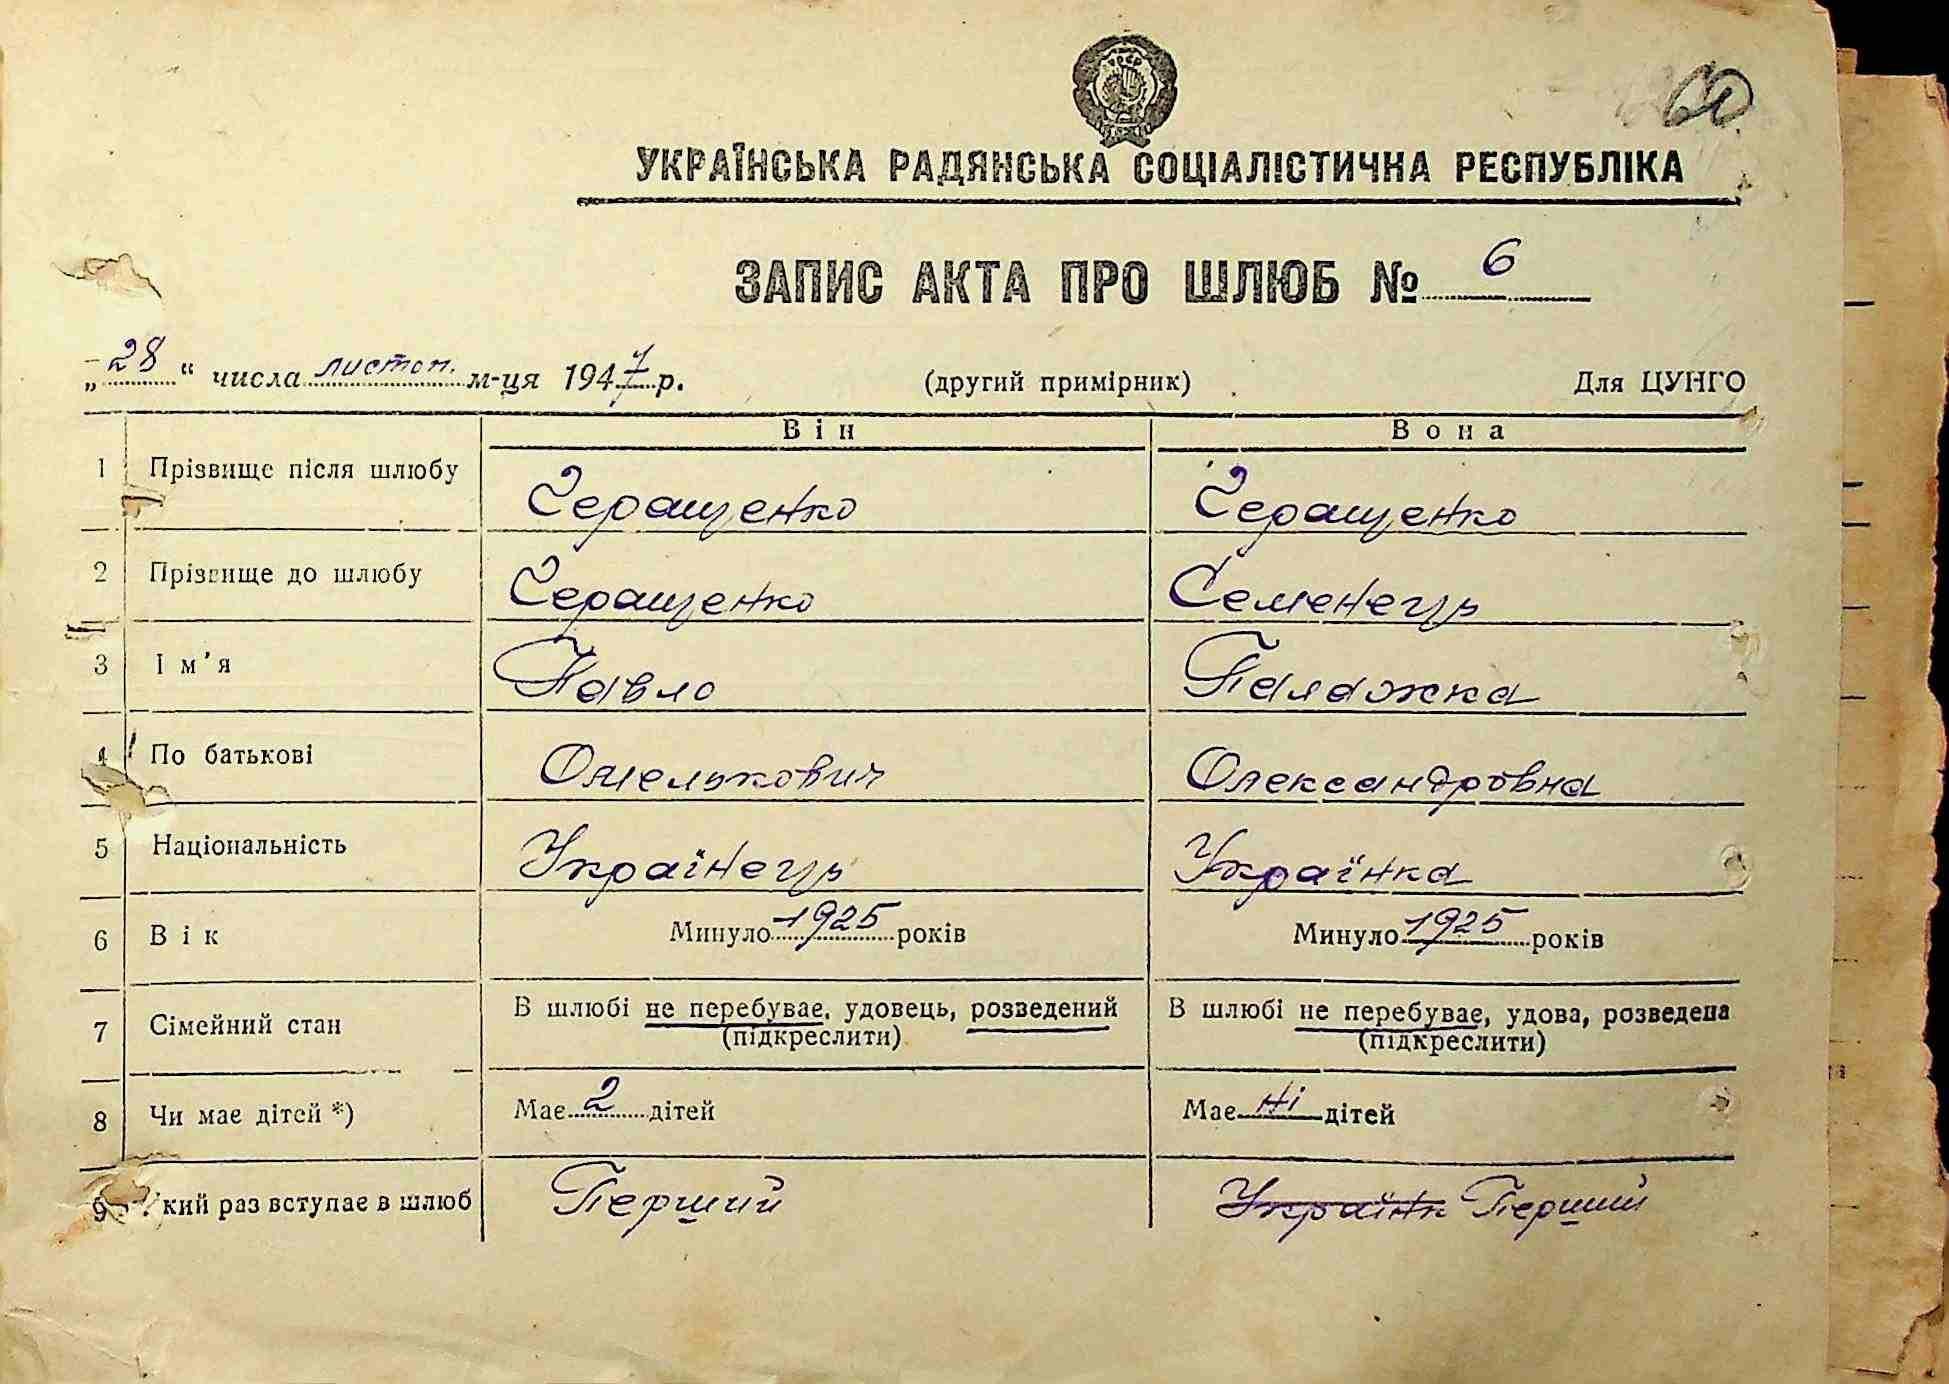 УРСР
60
УКРАЇНСЬКА РАДЯНСЬКА СОЦІАЛІСТИЧНА РЕСПУБЛІКА
ЗАПИС АКТА ПРО ШЛЮБ № 6
„28“ числа листоп. м-ця 1947 р. (другий примірник) Для ЦУНГО
Він Вона
1 Прізвище після шлюбу Геращенко Геращенко
2 Прізвище до шлюбу Геращенко Семенець
3 Ім'я Павло Палажка
4 По батькові Омелькович Олександровна
5 Національність Українець Українка
6 Вік Минуло 1925 років Минуло 1925 років
7 Сімейний стан В шлюбі не перебуває, удовець, розведений В шлюбі не перебуває, удова, розведена
(підкреслити) (підкреслити)
8 Чи має дітей *) Має 2 дітей Має ні дітей
9 кий раз вступає в шлюб Перший Українк Перший